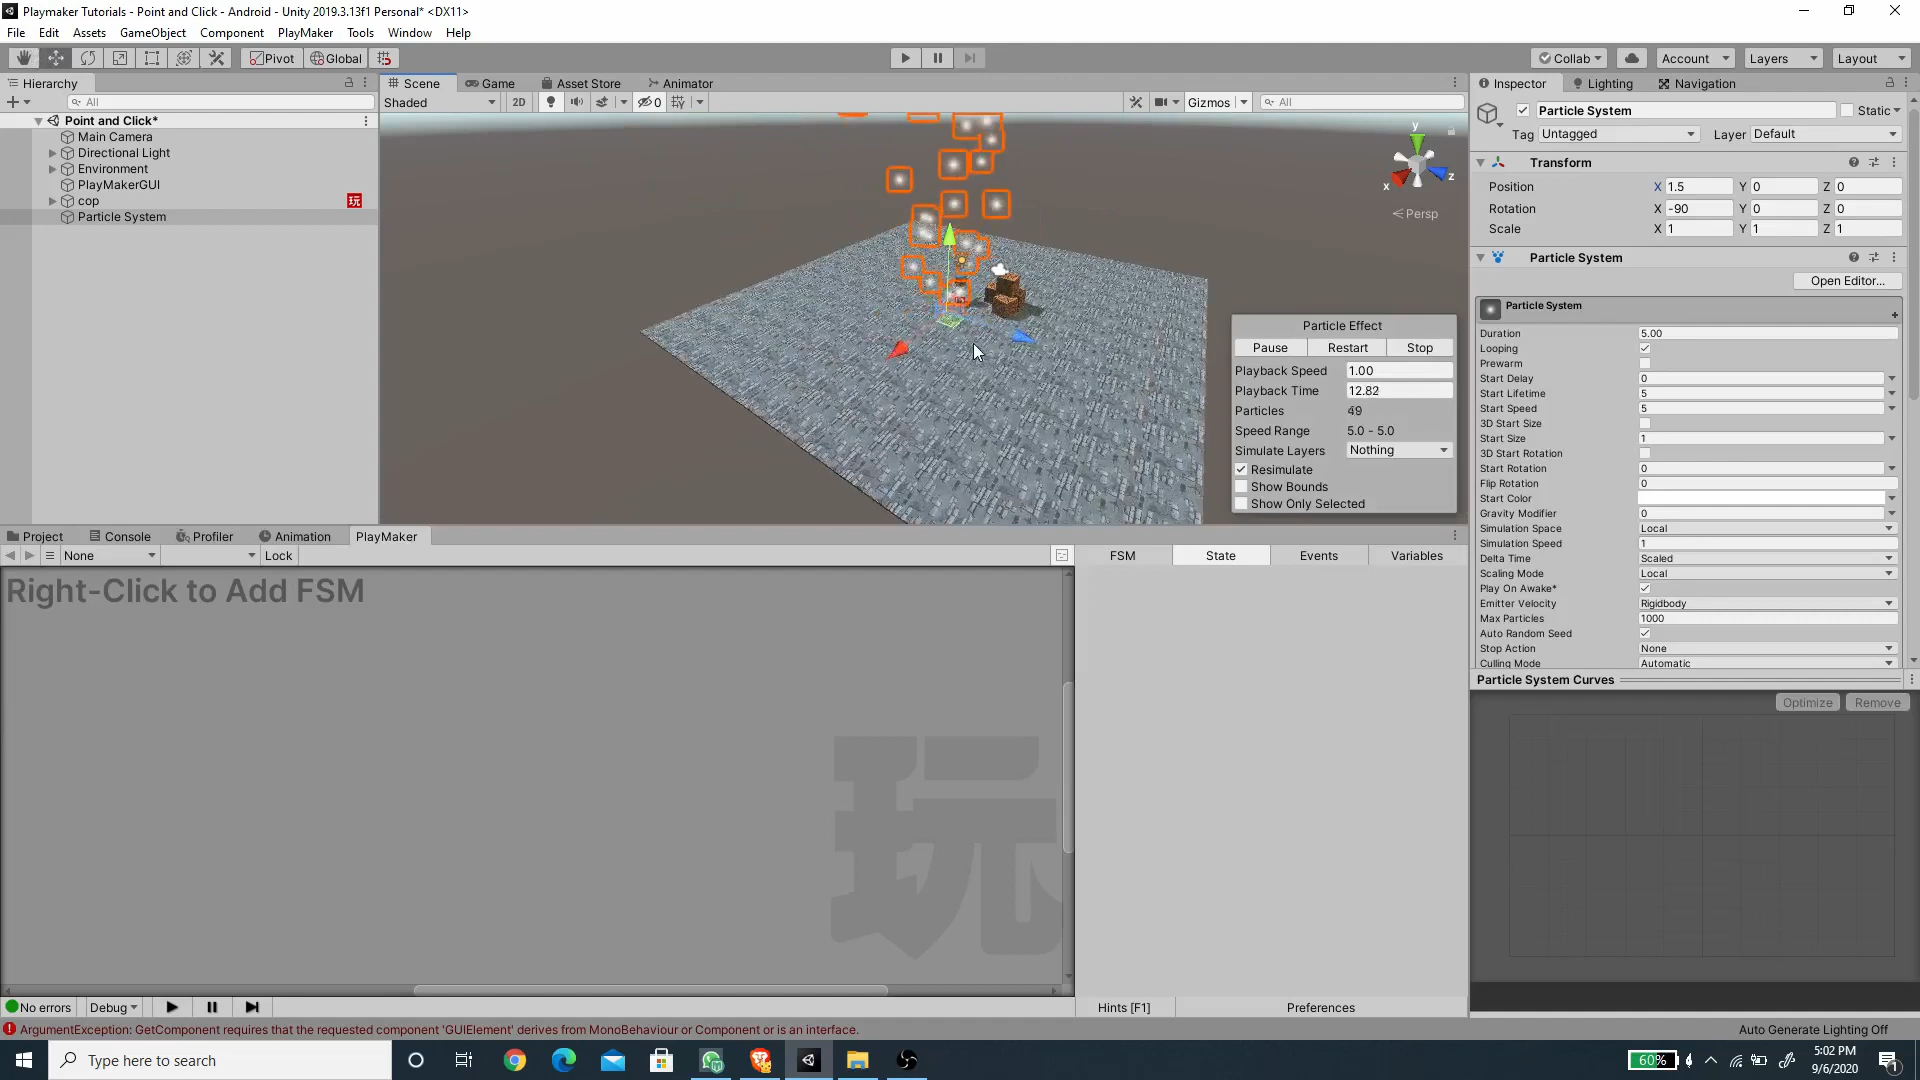 Playmaker Tutorials - Point and Click - Android - Unity 2019.3.13f1 Personal* <DX11>
File Edit Assets GameObject Component PlayMaker Tools Window Help
Pivot Global Collab Account Layers Layout
Hierarchy Scene Game Asset Store Animator Inspector Lighting Navigation
All Shaded 2D 0 Gizmos All
Particle System Static
Tag Untagged Layer Default
Point and Click*
Main Camera
Directional Light
Environment
PlayMakerGUI
cop 玩
Particle System
y
x z
Persp
Transform
Position X 1.5 Y 0 Z 0
Rotation X -90 Y 0 Z 0
Scale X 1 Y 1 Z 1
Particle System
Open Editor...
Particle System
Duration 5.00
Looping
Prewarm
Start Delay 0
Start Lifetime 5
Start Speed 5
3D Start Size
Start Size 1
3D Start Rotation
Start Rotation 0
Flip Rotation 0
Start Color
Gravity Modifier 0
Simulation Space Local
Simulation Speed 1
Delta Time Scaled
Scaling Mode Local
Play On Awake*
Emitter Velocity Rigidbody
Max Particles 1000
Auto Random Seed
Stop Action None
Culling Mode Automatic
Particle System Curves
Optimize Remove
Particle Effect
Pause Restart Stop
Playback Speed 1.00
Playback Time 12.82
Particles 49
Speed Range 5.0 - 5.0
Simulate Layers Nothing
Resimulate
Show Bounds
Show Only Selected
Project Console Profiler Animation PlayMaker
None Lock FSM State Events Variables
Right-Click to Add FSM
玩
No errors Debug Hints [F1] Preferences
ArgumentException: GetComponent requires that the requested component 'GUIElement' derives from MonoBehaviour or Component or is an interface.
Auto Generate Lighting Off
Type here to search
60%
5:02 PM
9/6/2020
1